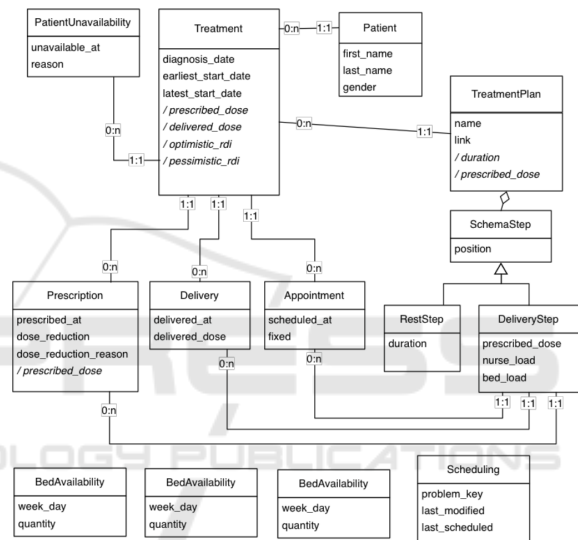 PatientUnavailability
unavailable_at
reason
0:n
1:1
Treatment
diagnosis_date
earliest_start_date
latest_start_date
/ prescribed_dose
/ delivered_dose
/ optimistic_rdi
/ pessimistic_rdi
0:n
1:1
Patient
first_name
last_name
gender
0:n
1:1
TreatmentPlan
name
link
/ duration
/ prescribed_dose
SchemaStep
position
1:1
1:1
1:1
0:n
0:n
0:n
Prescription
prescribed_at
dose_reduction
dose_reduction_reason
/ prescribed_dose
Delivery
delivered_at
delivered_dose
Appointment
scheduled_at
fixed
RestStep
duration
DeliveryStep
prescribed_dose
nurse_load
bed_load
0:n
0:n
0:n
1:1
1:1
1:1
PRESS
OLOGY PUBLICATIONS
BedAvailability
week_day
quantity
BedAvailability
week_day
quantity
BedAvailability
week_day
quantity
Scheduling
problem_key
last_modified
last_scheduled